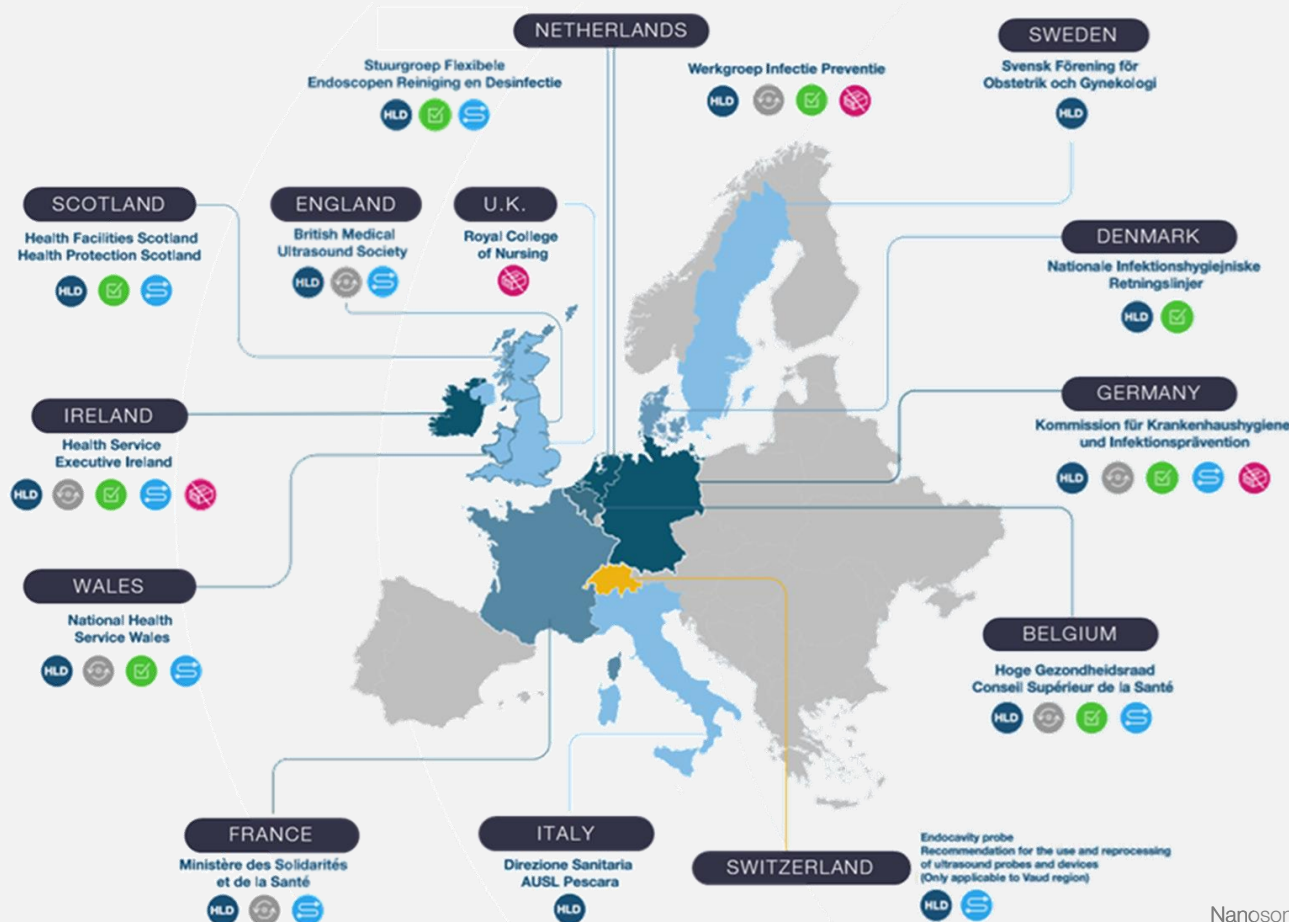 NETHERLANDS
Stuurgroep Flexibele
Endoscopen Reiniging en Desinfectie
HLD
Werkgroep Infectie Preventie
HLD
SWEDEN
Svensk Förening för
Obstetrik och Gynekologi
HLD
SCOTLAND
Health Facilities Scotland
Health Protection Scotland
HLD
ENGLAND
British Medical
Ultrasound Society
HLD
U.K.
Royal College
of Nursing
DENMARK
Nationale Infektionshygiejniske
Retningslinjer
HLD
IRELAND
Health Service
Executive Ireland
HLD
GERMANY
Kommission für Krankenhaushygiene
und Infektionsprävention
HLD
WALES
National Health
Service Wales
HLD
BELGIUM
Hoge Gezondheidsraad
Conseil Supérieur de la Santé
HLD
FRANCE
Ministère des Solidarités
et de la Santé
HLD
ITALY
Direzione Sanitaria
AUSL Pescara
HLD
SWITZERLAND
Endocavity probe
Recommendation for the use and reprocessing
of ultrasound probes and devices
(Only applicable to Vaud region)
HLD
Nanoson